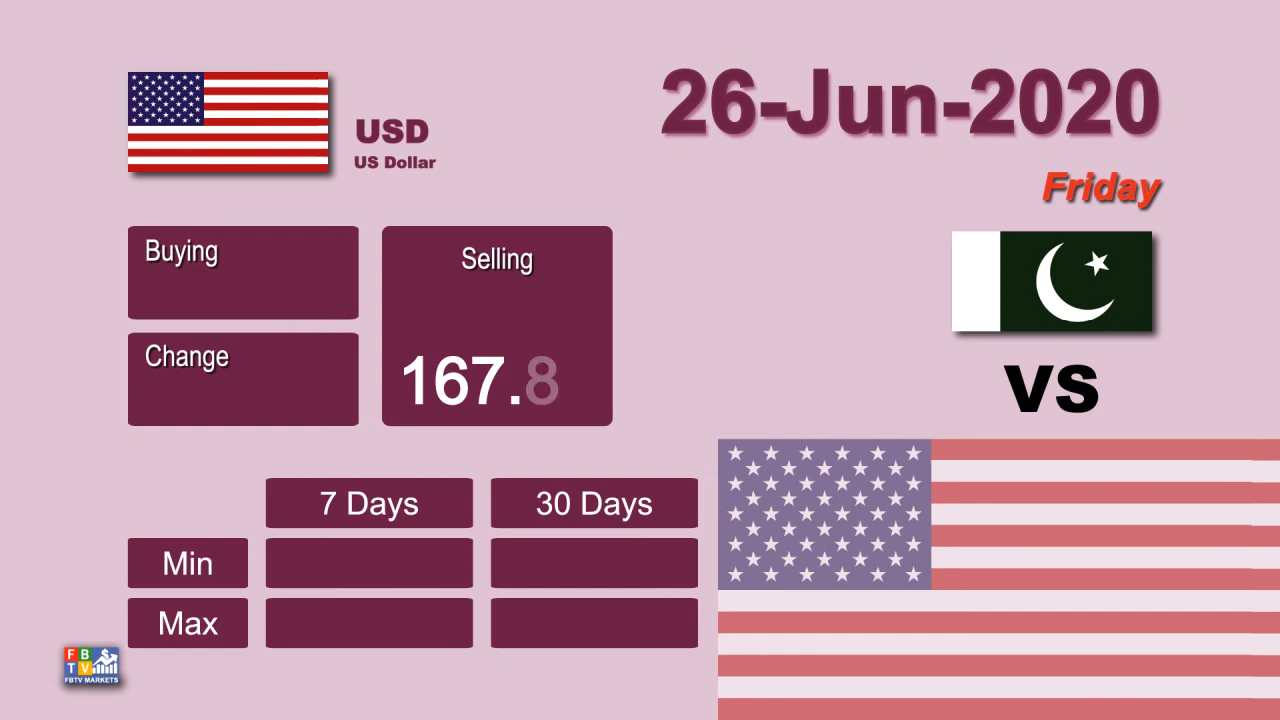 26-Jun-2020
USD
US Dollar
Friday
Buying
Selling
Change
167.8
VS
7 Days
30 Days
Min
Max
F B
T V
FBTV MARKETS